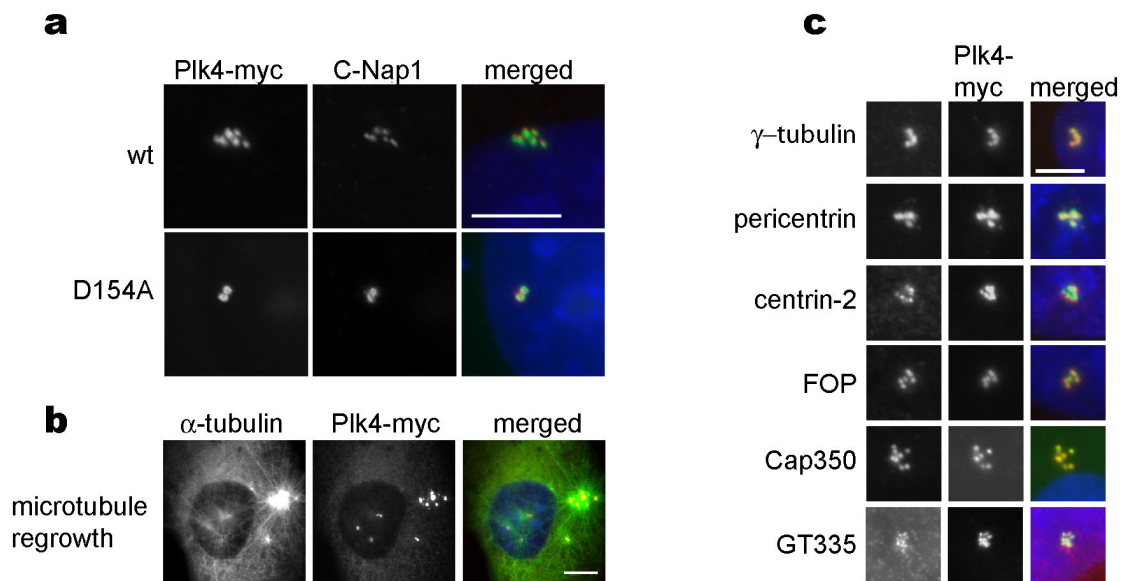 a
Plk4-myc C-Nap1 merged
wt
D154A
b
α-tubulin Plk4-myc merged
microtubule
regrowth
c
Plk4-
myc merged
γ–tubulin
pericentrin
centrin-2
FOP
Cap350
GT335